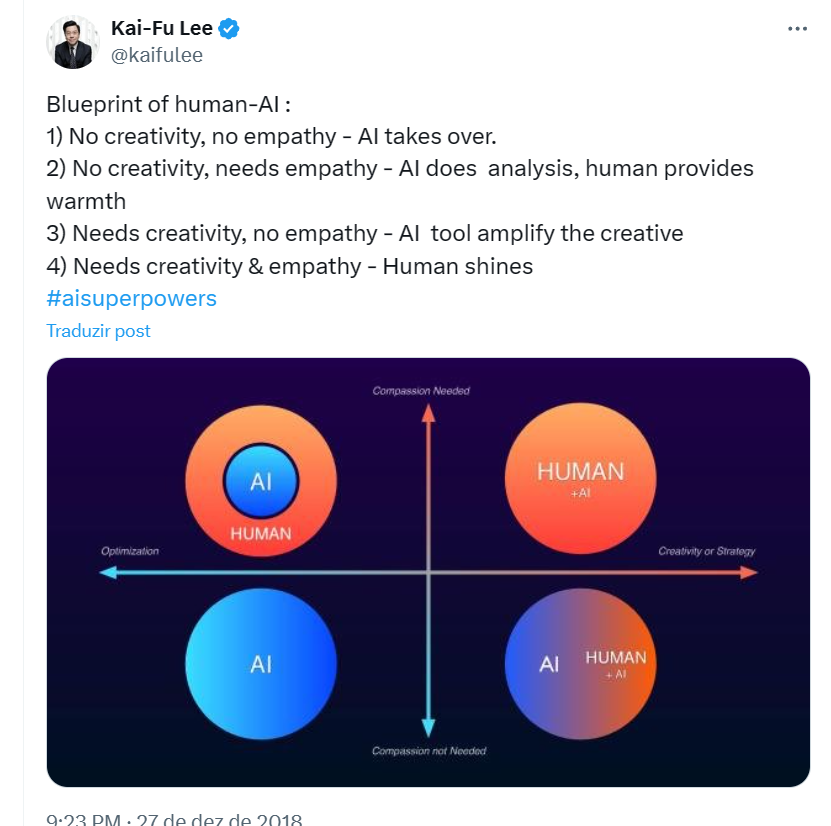 Kai-Fu Lee
@kaifulee
Blueprint of human-AI :
1) No creativity, no empathy - AI takes over.
2) No creativity, needs empathy - AI does  analysis, human provides
warmth
3) Needs creativity, no empathy - AI  tool amplify the creative
4) Needs creativity & empathy - Human shines
#aisuperpowers
Traduzir post
Compassion Needed
AI
HUMAN
HUMAN
+AI
Optimization
Creativity or Strategy
AI
AI
HUMAN
+ AI
Compassion not Needed
9:23 PM · 27 de dez de 2018